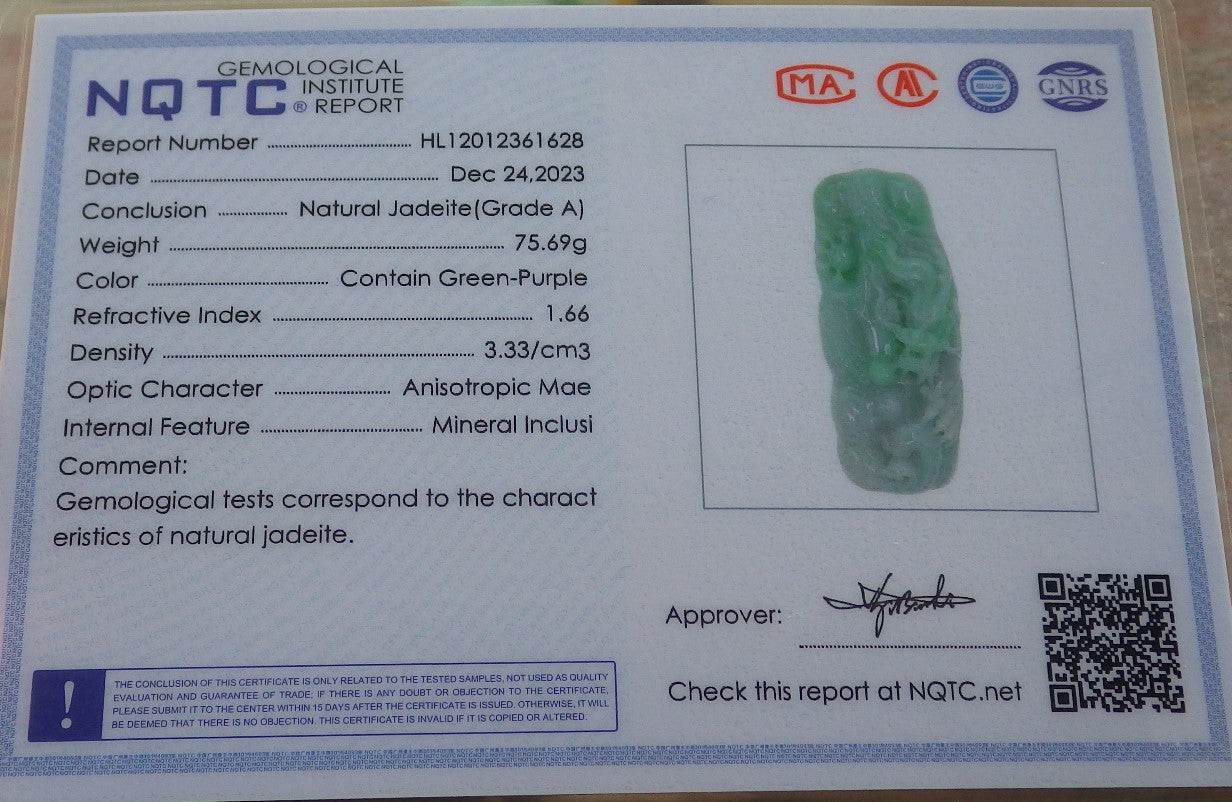 NQTC®
GEMOLOGICAL
INSTITUTE
REPORT
MA
GNRS
Report Number HL12012361628
Date Dec 24,2023
Conclusion Natural Jadeite(Grade A)
Weight 75.69g
Color Contain Green-Purple
Refractive Index 1.66
Density 3.33/cm3
Optic Character Anisotropic Mae
Internal Feature Mineral Inclusi
Comment:
Gemological tests correspond to the charact
eristics of natural jadeite.
Approver:
Check this report at NQTC.net
! THE CONCLUSION OF THIS CERTIFICATE IS ONLY RELATED TO THE TESTED SAMPLES, NOT USED AS QUALITY
EVALUATION AND GUARANTEE OF TRADE; IF THERE IS ANY DOUBT OR OBJECTION TO THE CERTIFICATE,
PLEASE SUBMIT IT TO THE CENTER WITHIN 15 DAYS AFTER THE CERTIFICATE IS ISSUED. OTHERWISE, IT WILL
BE DEEMED THAT THERE IS NO OBJECTION. THIS CERTIFICATE IS INVALID IF IT IS COPIED OR ALTERED.